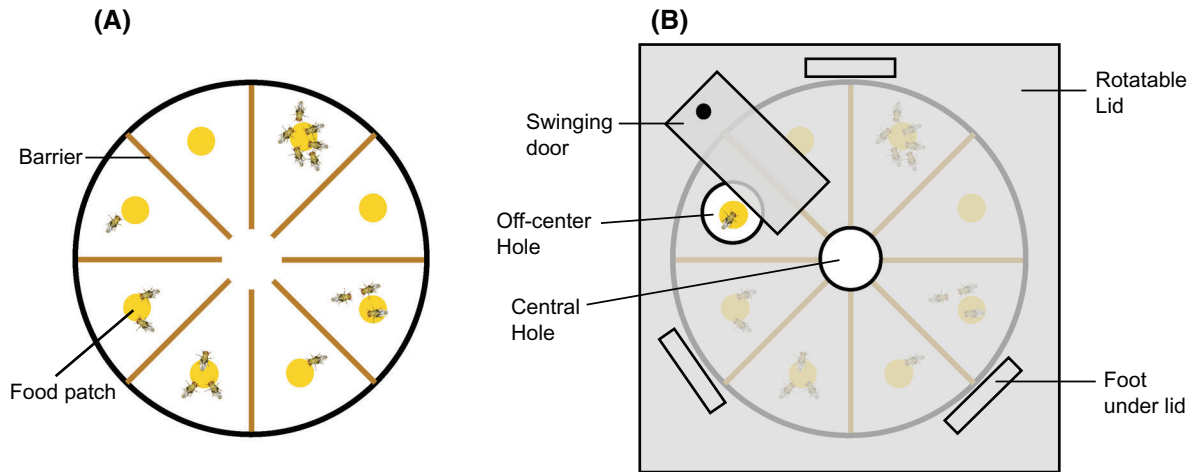 (A)
Barrier
Food patch
(B)
Swinging
door
Off-center
Hole
Central
Hole
Rotatable
Lid
Foot
under lid